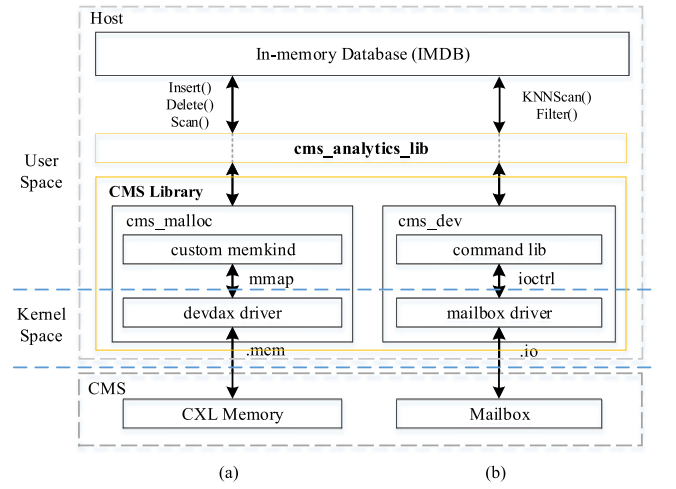 Host
In-memory Database (IMDB)
Insert()
Delete()
Scan()
KNNScan()
Filter()
cms_analytics_lib
User
Space
CMS Library
cms_malloc
cms_dev
custom memkind
command lib
mmap
ioctrl
Kernel
Space
devdax driver
mailbox driver
.mem
.io
CMS
CXL Memory
Mailbox
(a)
(b)